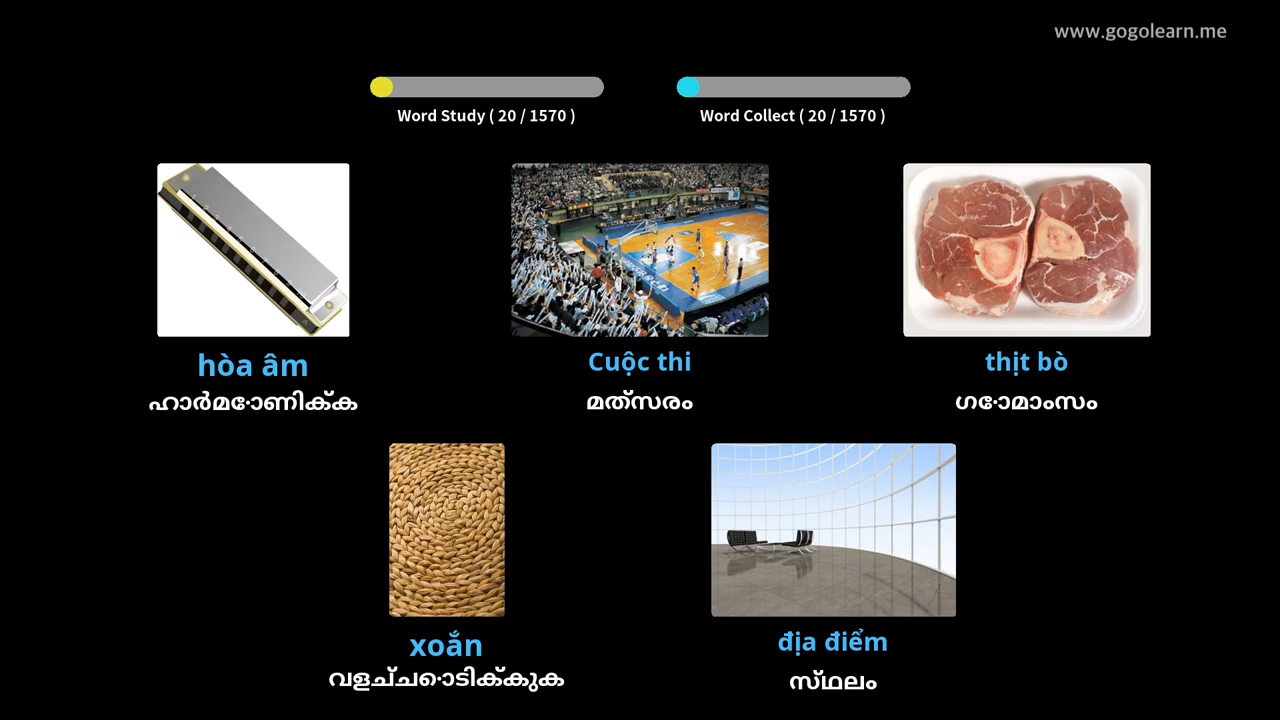 www.gogolearn.me
Word Study ( 20 / 1570 )
Word Collect ( 20 / 1570 )
hòa âm
ഹാർമോണിക്ക
Cuộc thi
മത്സരം
thịt bò
ഗോമാംസം
xoắn
വളച്ചൊടിക്കുക
địa điểm
സ്ഥലം